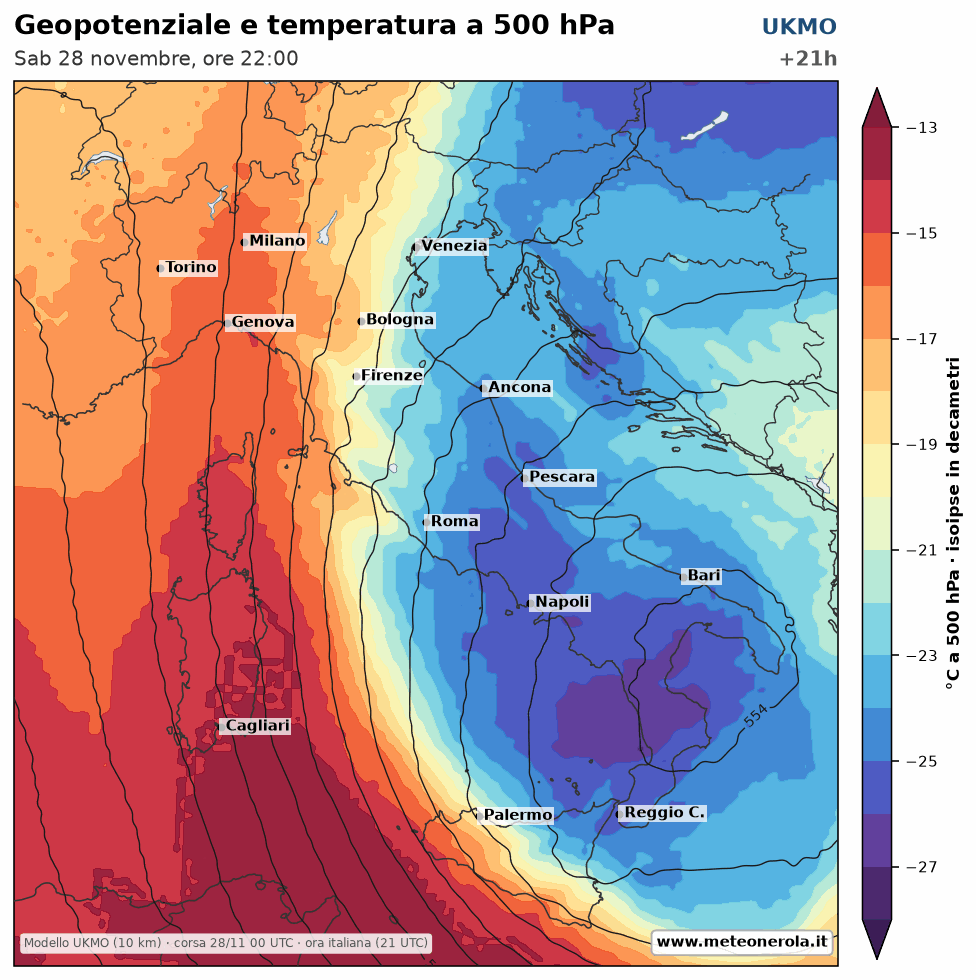 Geopotenziale e temperatura a 500 hPa
UKMO
Sab 28 novembre, ore 22:00
+21h
Milano
Venezia
Torino
Genova
Bologna
Firenze
Ancona
Pescara
Roma
Bari
Napoli
554
Cagliari
Palermo
Reggio C.
−13
−15
−17
−19
−21
−23
−25
−27
°C a 500 hPa · isoipse in decametri
Modello UKMO (10 km) · corsa 28/11 00 UTC · ora italiana (21 UTC)
www.meteonerola.it